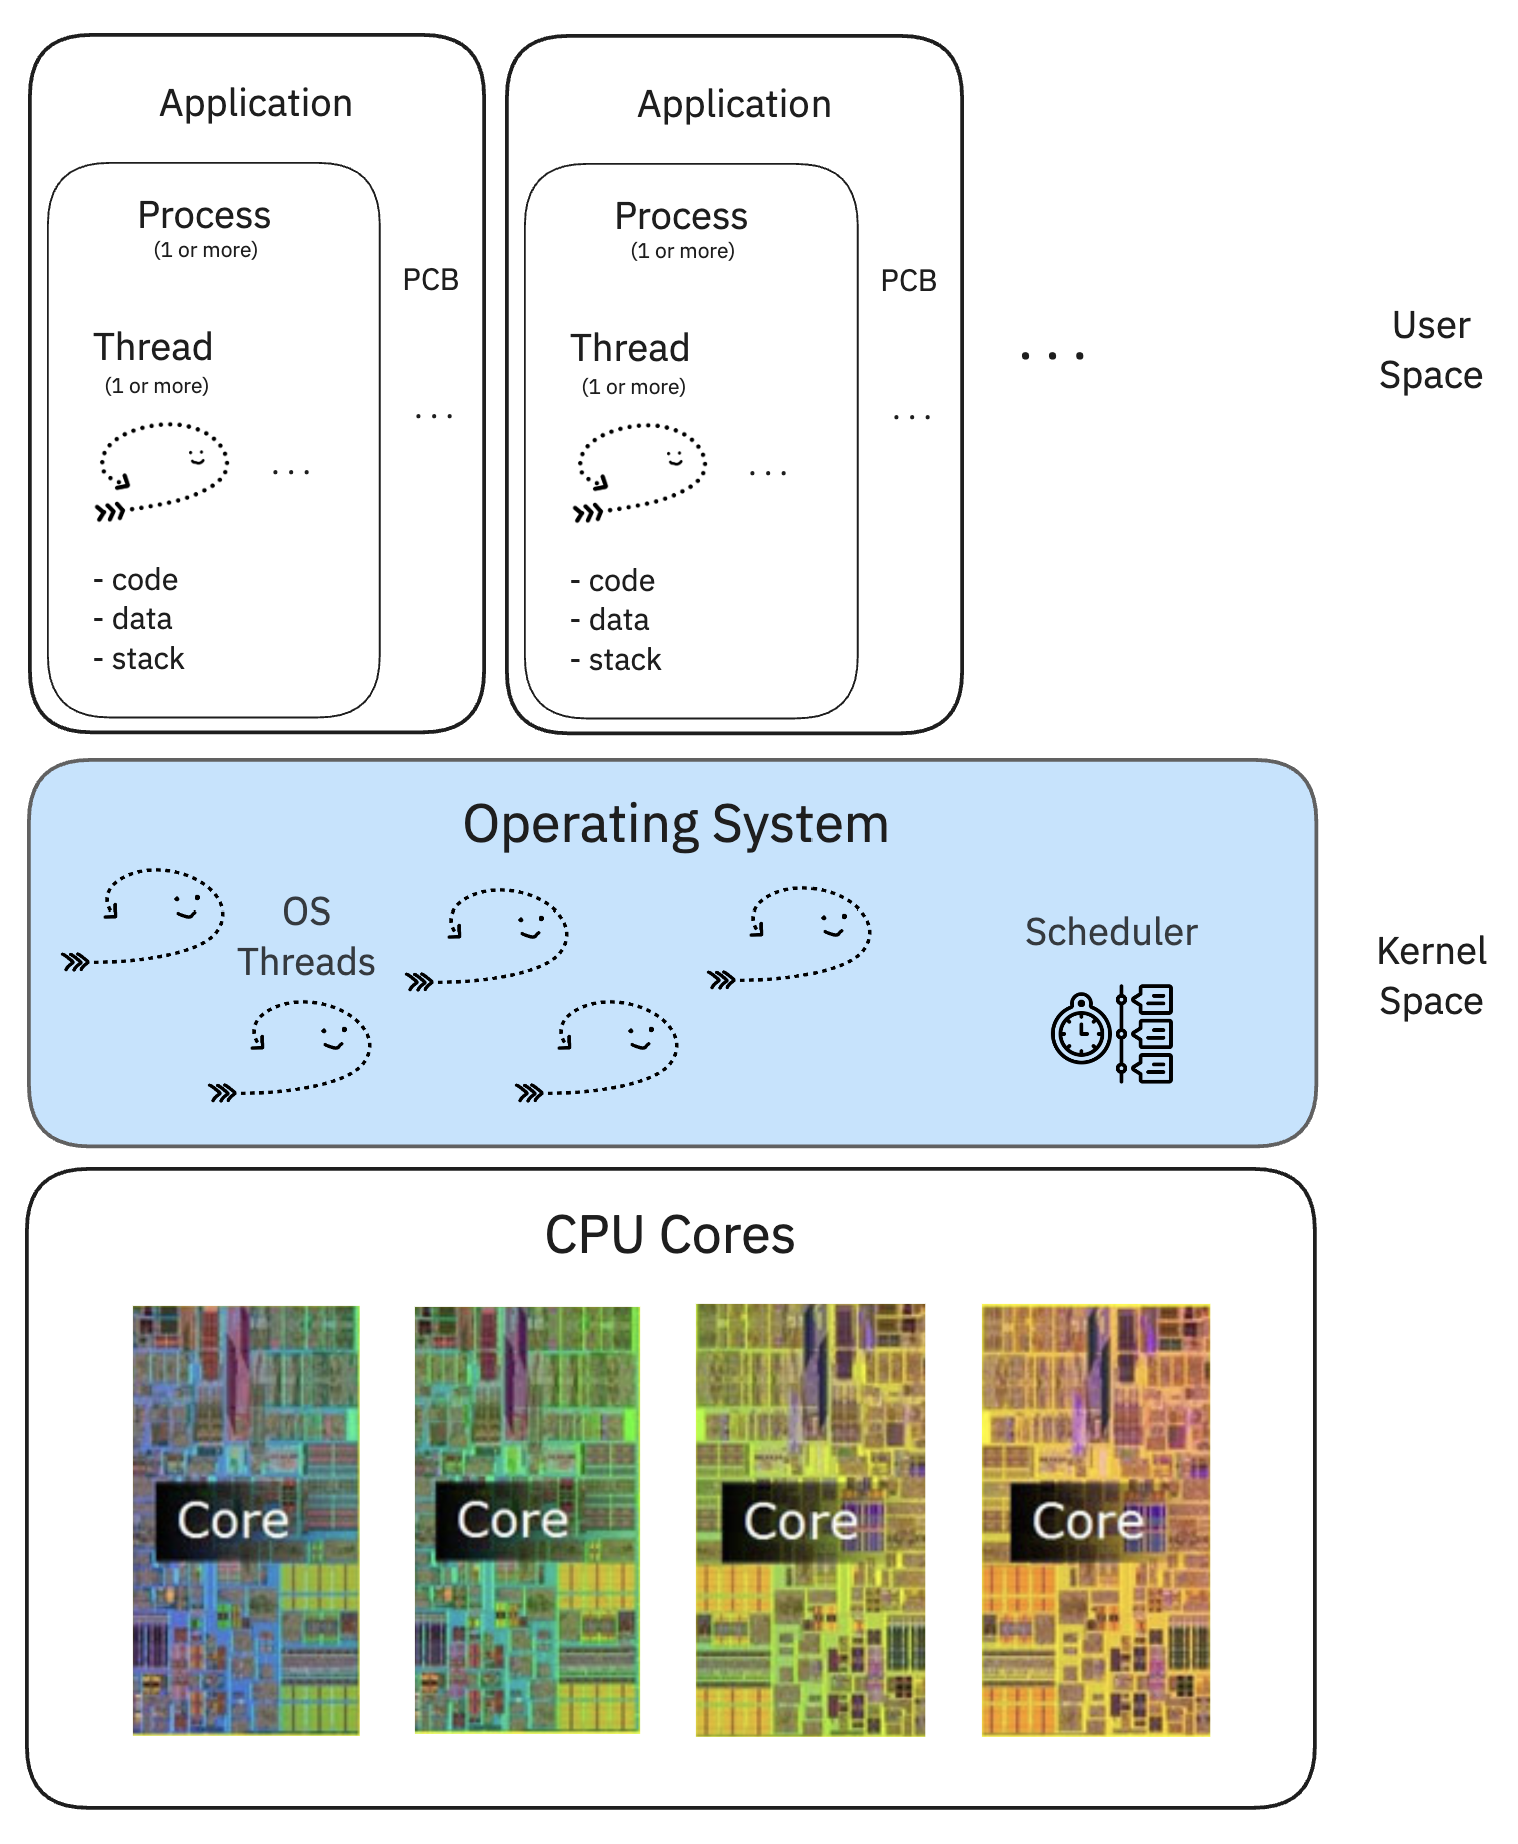 Application
Process
(1 or more)
PCB
Thread
(1 or more)
. . .
. . .
- code
- data
- stack
Application
Process
(1 or more)
PCB
Thread
(1 or more)
. . .
. . .
- code
- data
- stack
. . .
User
Space
Operating System
OS
Threads
Scheduler
Kernel
Space
CPU Cores
Core
Core
Core
Core